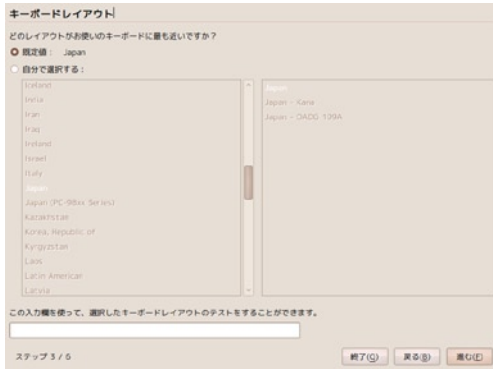 キーボードレイアウト
どのレイアウトがお使いのキーボードに最も近いですか?
既定値： Japan
自分で選択する：
Iceland
India
Iran
Iraq
Ireland
Israel
Italy
Japan
Japan (PC-98xx Series)
Kazakhstan
Korea, Republic of
Kyrgyzstan
Laos
Latin American
Latvia
Japan
Japan - Kana
Japan - OADG 109A
この入力欄を使って、選択したキーボードレイアウトのテストをすることができます。
ステップ 3 / 6
終了(Q)
戻る(B)
進む(F)